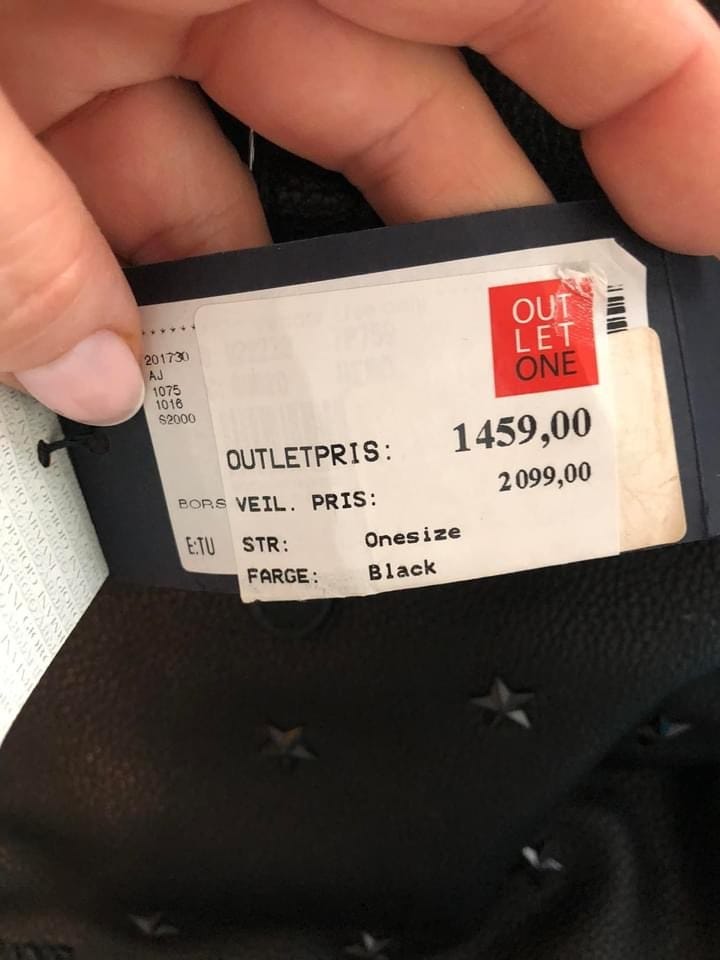 OUT
LET
ONE
201730
AJ
1075
1016
S2000
OUTLETPRIS: 1459,00
BORS VEIL. PRIS: 2099,00
E:TU STR: Onesize
FARGE: Black